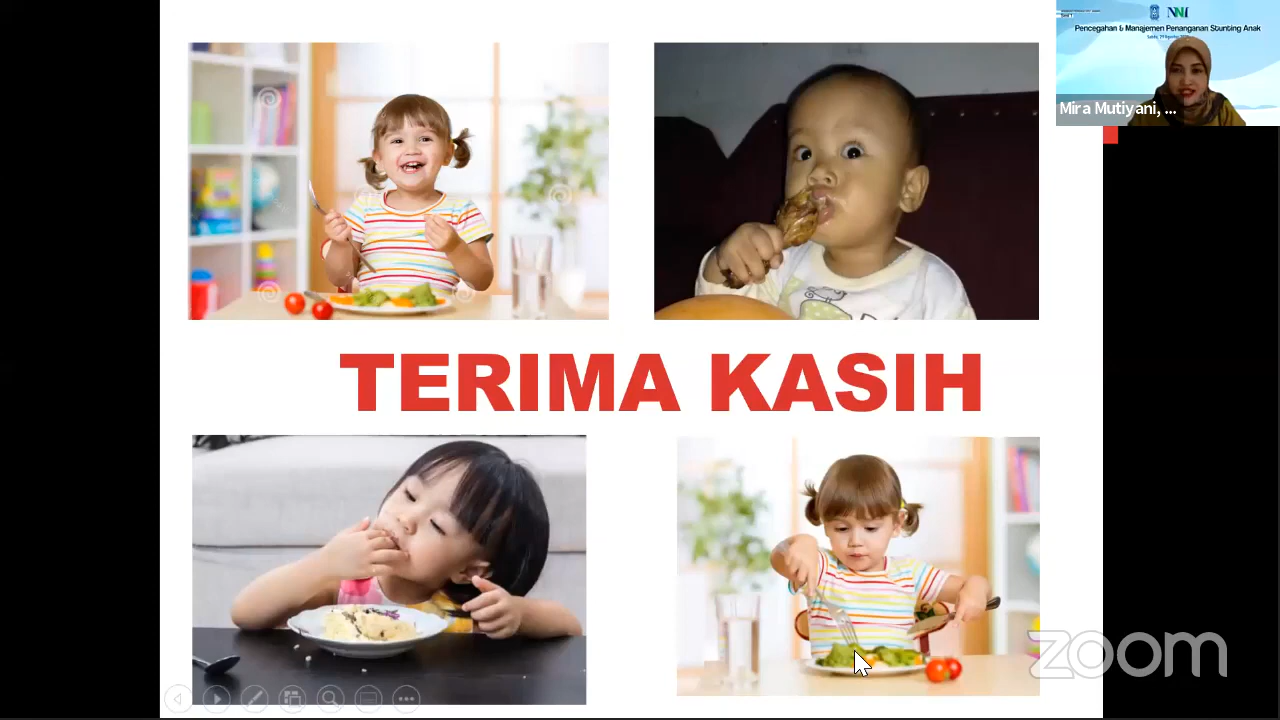 NNI
Pencegahan & Manajemen Penanganan Stunting Anak
Mira Mutiyani, ...
TERIMA KASIH
zoom